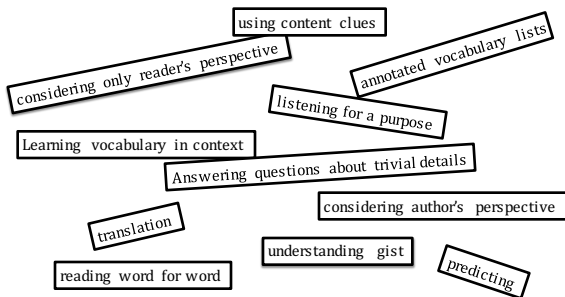 using content clues
considering only reader's perspective
annotated vocabulary lists
listening for a purpose
Learning vocabulary in context
Answering questions about trivial details
considering author's perspective
translation
understanding gist
reading word for word
predicting